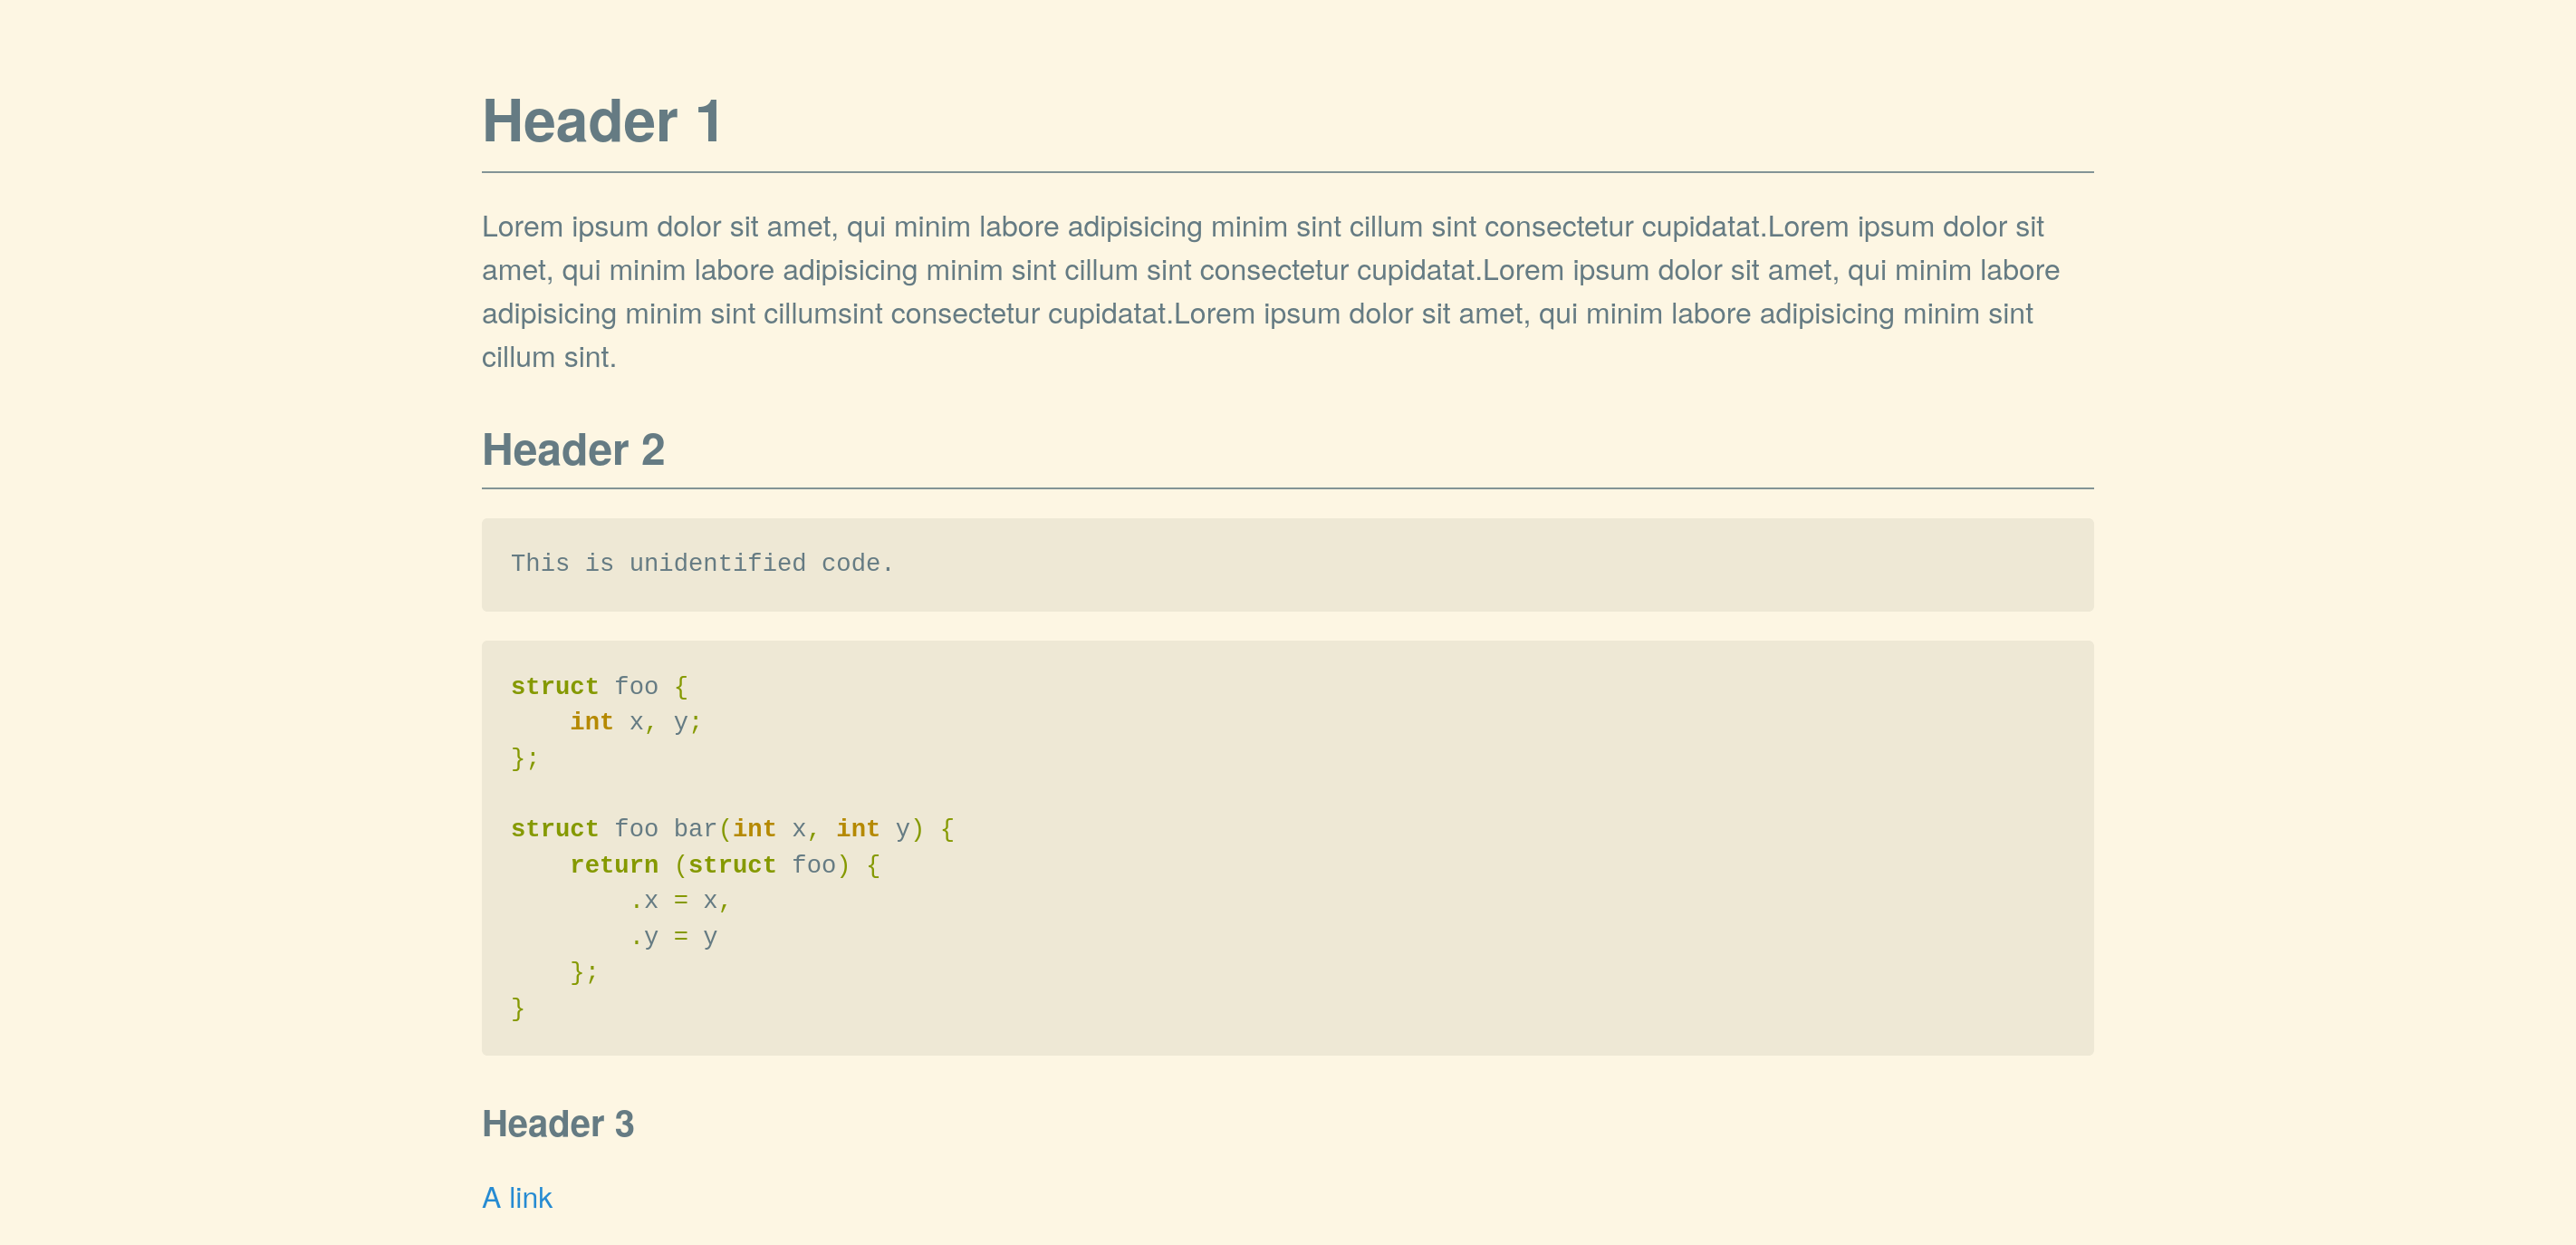 Header 1
Lorem ipsum dolor sit amet, qui minim labore adipisicing minim sint cillum sint consectetur cupidatat.Lorem ipsum dolor sit
amet, qui minim labore adipisicing minim sint cillum sint consectetur cupidatat.Lorem ipsum dolor sit amet, qui minim labore
adipisicing minim sint cillumsint consectetur cupidatat.Lorem ipsum dolor sit amet, qui minim labore adipisicing minim sint
cillum sint.
Header 2
This is unidentified code.
struct foo {
    int x, y;
};

struct foo bar(int x, int y) {
    return (struct foo) {
        .x = x,
        .y = y
    };
}
Header 3
A link